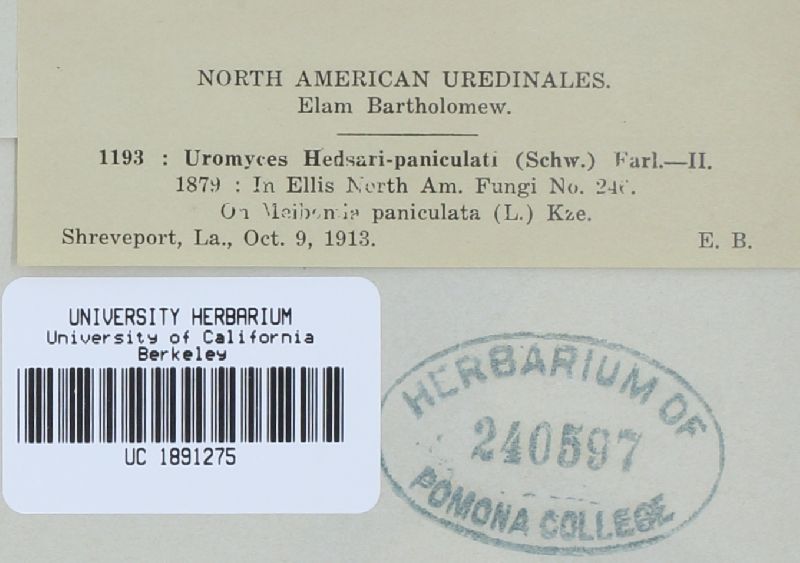 NORTH AMERICAN UREDINALES.
Elam Bartholomew.
1193 : Uromyces Hedsari-paniculati (Schw.) Farl.—II.
1879 : In Ellis North Am. Fungi No.
On Meibomia paniculata (L.) Kze.
Shreveport, La., Oct. 9, 1913. E. B.
UNIVERSITY HERBARIUM
University of California
Berkeley
UC 1891275
HERBARIUM OF
240597
POMONA COLLEGE